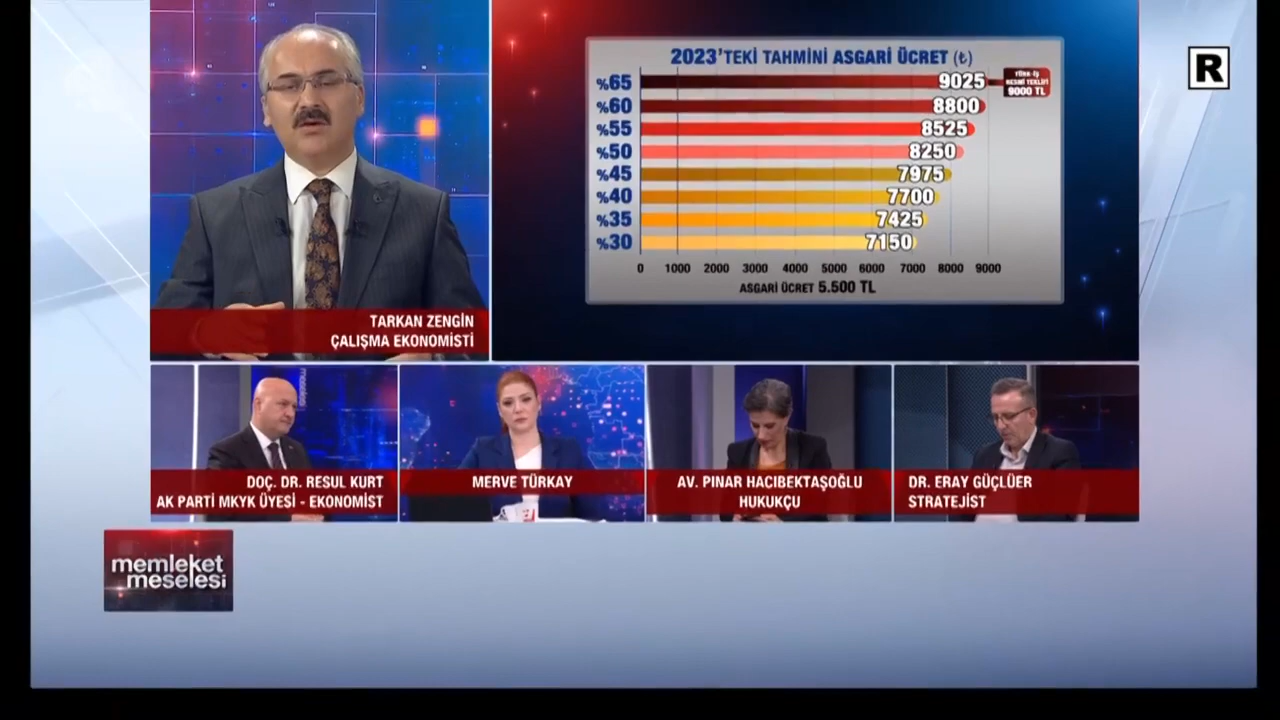 R
2023'TEKİ TAHMİNİ ASGARİ ÜCRET (₺)
%65 9025
TÜRK-İŞ
RESMİ TEKLİFİ
9000 TL
%60 8800
%55 8525
%50 8250
%45 7975
%40 7700
%35 7425
%30 7150
0 1000 2000 3000 4000 5000 6000 7000 8000 9000
ASGARİ ÜCRET 5.500 TL
TARKAN ZENGİN
ÇALIŞMA EKONOMİSTİ
DOÇ. DR. RESUL KURT
AK PARTİ MKYK ÜYESİ - EKONOMİST
MERVE TÜRKAY
AV. PINAR HACIBEKTAŞOĞLU
HUKUKÇU
DR. ERAY GÜÇLÜER
STRATEJİST
memleket
meselesi